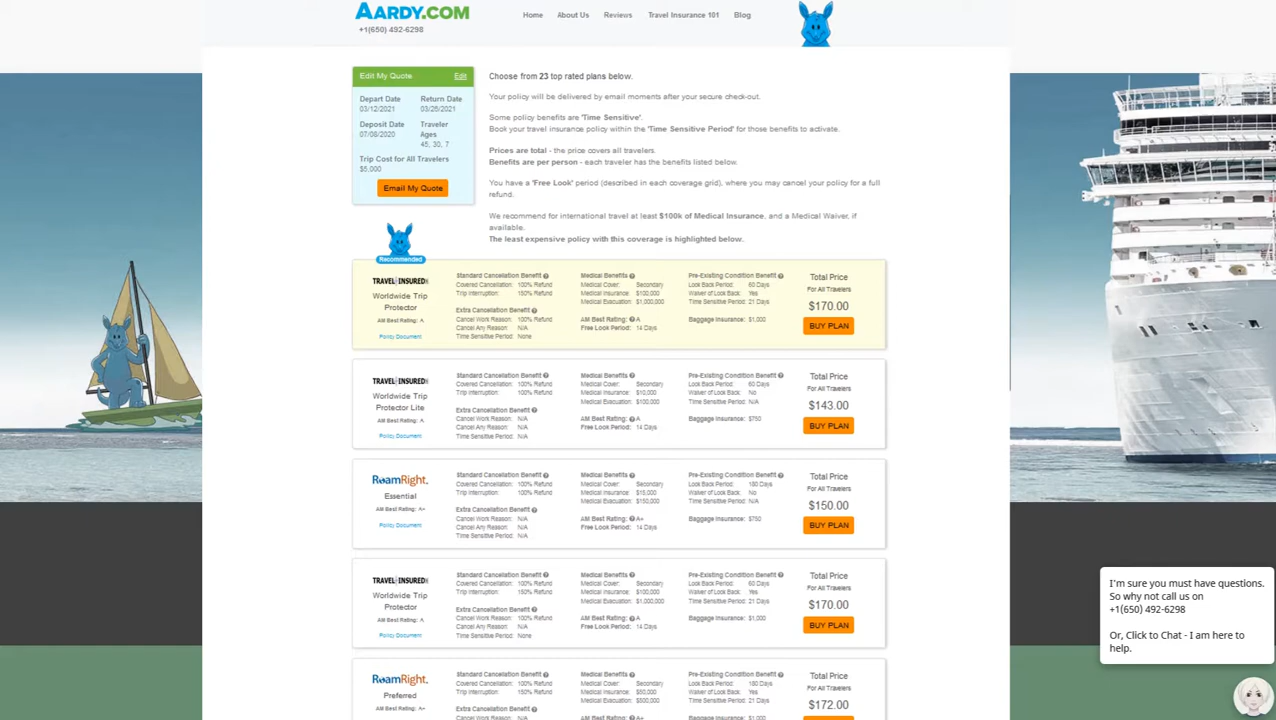 AARDY.COM
+1(650) 492-6298
Home About Us Reviews Travel Insurance 101 Blog
Edit My Quote Edit
Depart Date Return Date
03/12/2021 03/26/2021
Deposit Date Traveler
07/08/2020 Ages
45, 30, 7
Trip Cost for All Travelers
$5,000
Email My Quote
Choose from 23 top rated plans below.
Your policy will be delivered by email moments after your secure check-out.
Some policy benefits are 'Time Sensitive'.
Book your travel insurance policy within the 'Time Sensitive Period' for those benefits to activate.
Prices are total - the price covers all travelers.
Benefits are per person - each traveler has the benefits listed below.
You have a 'Free Look' period (described in each coverage grid), where you may cancel your policy for a full
refund.
We recommend for international travel at least $100k of Medical Insurance, and a Medical Waiver, if
available.
The least expensive policy with this coverage is highlighted below.
Recommended
TRAVEL INSURED
Worldwide Trip
Protector
AM Best Rating: A
Policy Document
Standard Cancellation Benefit
Covered Cancellation: 100% Refund
Trip Interruption: 150% Refund
Extra Cancellation Benefit
Cancel Work Reason: 100% Refund
Cancel Any Reason: N/A
Time Sensitive Period: None
Medical Benefits
Medical Cover: Secondary
Medical Insurance: $100,000
Medical Evacuation: $1,000,000
AM Best Rating: A
Free Look Period: 14 Days
Pre-Existing Condition Benefit
Look Back Period: 60 Days
Waiver of Look Back: Yes
Time Sensitive Period: 21 Days
Baggage Insurance: $1,000
Total Price
For All Travelers
$170.00
BUY PLAN
TRAVEL INSURED
Worldwide Trip
Protector Lite
AM Best Rating: A
Policy Document
Standard Cancellation Benefit
Covered Cancellation: 100% Refund
Trip Interruption: 100% Refund
Extra Cancellation Benefit
Cancel Work Reason: N/A
Cancel Any Reason: N/A
Time Sensitive Period: N/A
Medical Benefits
Medical Cover: Secondary
Medical Insurance: $10,000
Medical Evacuation: $100,000
AM Best Rating: A
Free Look Period: 14 Days
Pre-Existing Condition Benefit
Look Back Period: 60 Days
Waiver of Look Back: No
Time Sensitive Period: N/A
Baggage Insurance: $750
Total Price
For All Travelers
$143.00
BUY PLAN
RoamRight.
Essential
AM Best Rating: A+
Policy Document
Standard Cancellation Benefit
Covered Cancellation: 100% Refund
Trip Interruption: 100% Refund
Extra Cancellation Benefit
Cancel Work Reason: N/A
Cancel Any Reason: N/A
Time Sensitive Period: N/A
Medical Benefits
Medical Cover: Secondary
Medical Insurance: $15,000
Medical Evacuation: $150,000
AM Best Rating: A+
Free Look Period: 14 Days
Pre-Existing Condition Benefit
Look Back Period: 180 Days
Waiver of Look Back: No
Time Sensitive Period: N/A
Baggage Insurance: $750
Total Price
For All Travelers
$150.00
BUY PLAN
TRAVEL INSURED
Worldwide Trip
Protector
AM Best Rating: A
Policy Document
Standard Cancellation Benefit
Covered Cancellation: 100% Refund
Trip Interruption: 150% Refund
Extra Cancellation Benefit
Cancel Work Reason: 100% Refund
Cancel Any Reason: N/A
Time Sensitive Period: None
Medical Benefits
Medical Cover: Secondary
Medical Insurance: $100,000
Medical Evacuation: $1,000,000
AM Best Rating: A
Free Look Period: 14 Days
Pre-Existing Condition Benefit
Look Back Period: 60 Days
Waiver of Look Back: Yes
Time Sensitive Period: 21 Days
Baggage Insurance: $1,000
Total Price
For All Travelers
$170.00
BUY PLAN
RoamRight.
Preferred
AM Best Rating: A+
Standard Cancellation Benefit
Covered Cancellation: 100% Refund
Trip Interruption: 150% Refund
Extra Cancellation Benefit
Cancel Work Reason: N/A
Medical Benefits
Medical Cover: Secondary
Medical Insurance: $50,000
Medical Evacuation: $500,000
AM Best Rating: A+
Pre-Existing Condition Benefit
Look Back Period: 180 Days
Waiver of Look Back: Yes
Time Sensitive Period: 21 Days
Baggage Insurance: $1,000
Total Price
For All Travelers
$172.00
I'm sure you must have questions.
So why not call us on
+1(650) 492-6298
Or, Click to Chat - I am here to
help.